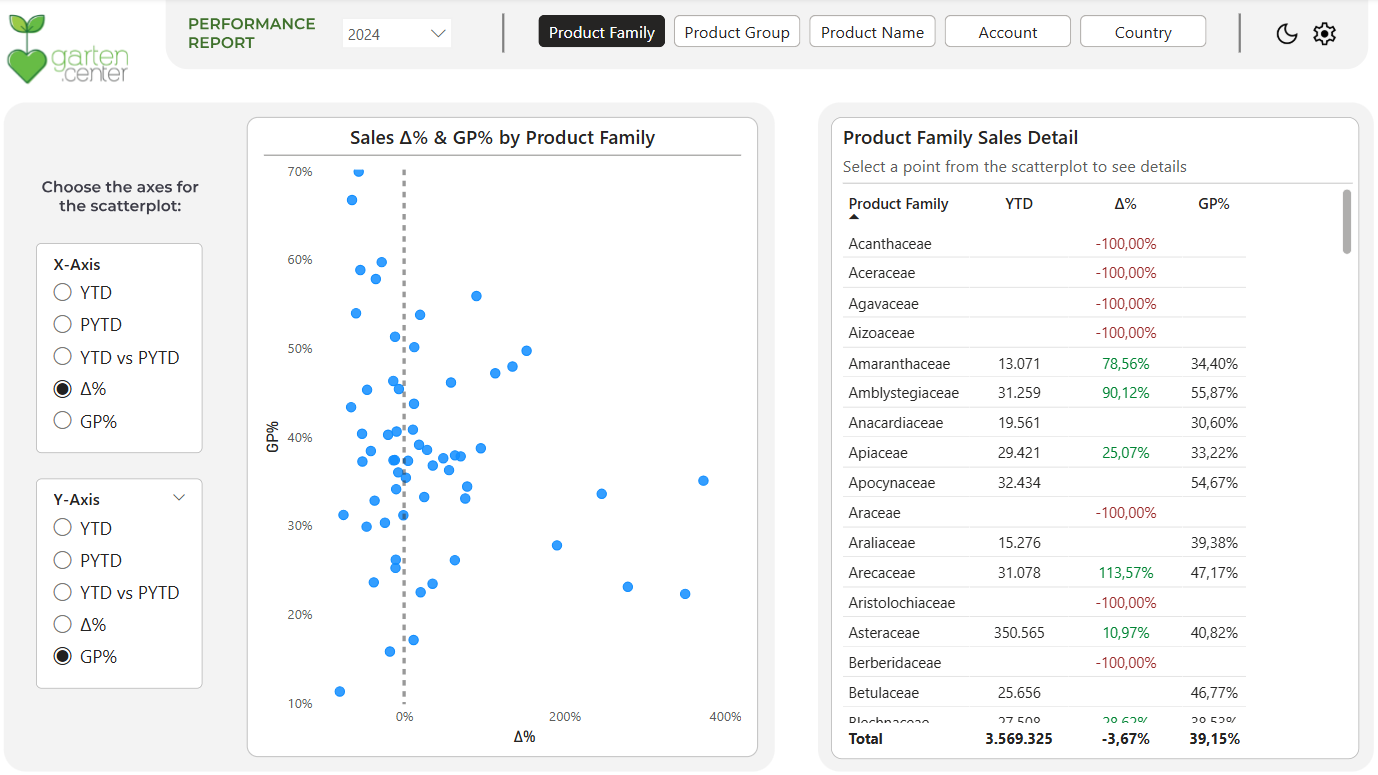 garten
.center
PERFORMANCE
REPORT
2024
Product Family
Product Group
Product Name
Account
Country
Choose the axes for
the scatterplot:
X-Axis
YTD
PYTD
YTD vs PYTD
Δ%
GP%
Y-Axis
YTD
PYTD
YTD vs PYTD
Δ%
GP%
Sales Δ% & GP% by Product Family
70%
60%
50%
40%
30%
20%
10%
GP%
0% 200% 400%
Δ%
Product Family Sales Detail
Select a point from the scatterplot to see details
Product Family YTD Δ% GP%
Acanthaceae -100,00%
Aceraceae -100,00%
Agavaceae -100,00%
Aizoaceae -100,00%
Amaranthaceae 13.071 78,56% 34,40%
Amblystegiaceae 31.259 90,12% 55,87%
Anacardiaceae 19.561 30,60%
Apiaceae 29.421 25,07% 33,22%
Apocynaceae 32.434 54,67%
Araceae -100,00%
Araliaceae 15.276 39,38%
Arecaceae 31.078 113,57% 47,17%
Aristolochiaceae -100,00%
Asteraceae 350.565 10,97% 40,82%
Berberidaceae -100,00%
Betulaceae 25.656 46,77%
Blechnaceae 27.508 28,62% 38,53%
Total 3.569.325 -3,67% 39,15%